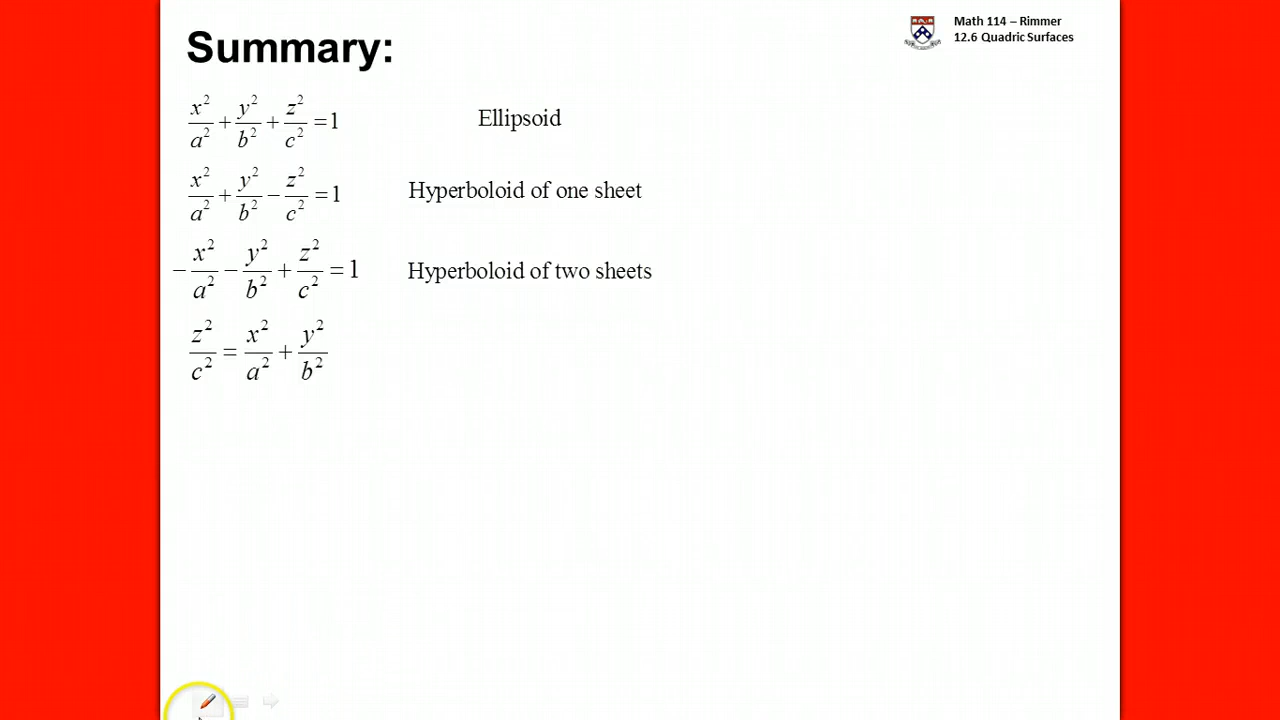 Math 114 – Rimmer
12.6 Quadric Surfaces
Summary:
x²/a² + y²/b² + z²/c² = 1 Ellipsoid
x²/a² + y²/b² − z²/c² = 1 Hyperboloid of one sheet
−x²/a² − y²/b² + z²/c² = 1 Hyperboloid of two sheets
z²/c² = x²/a² + y²/b²